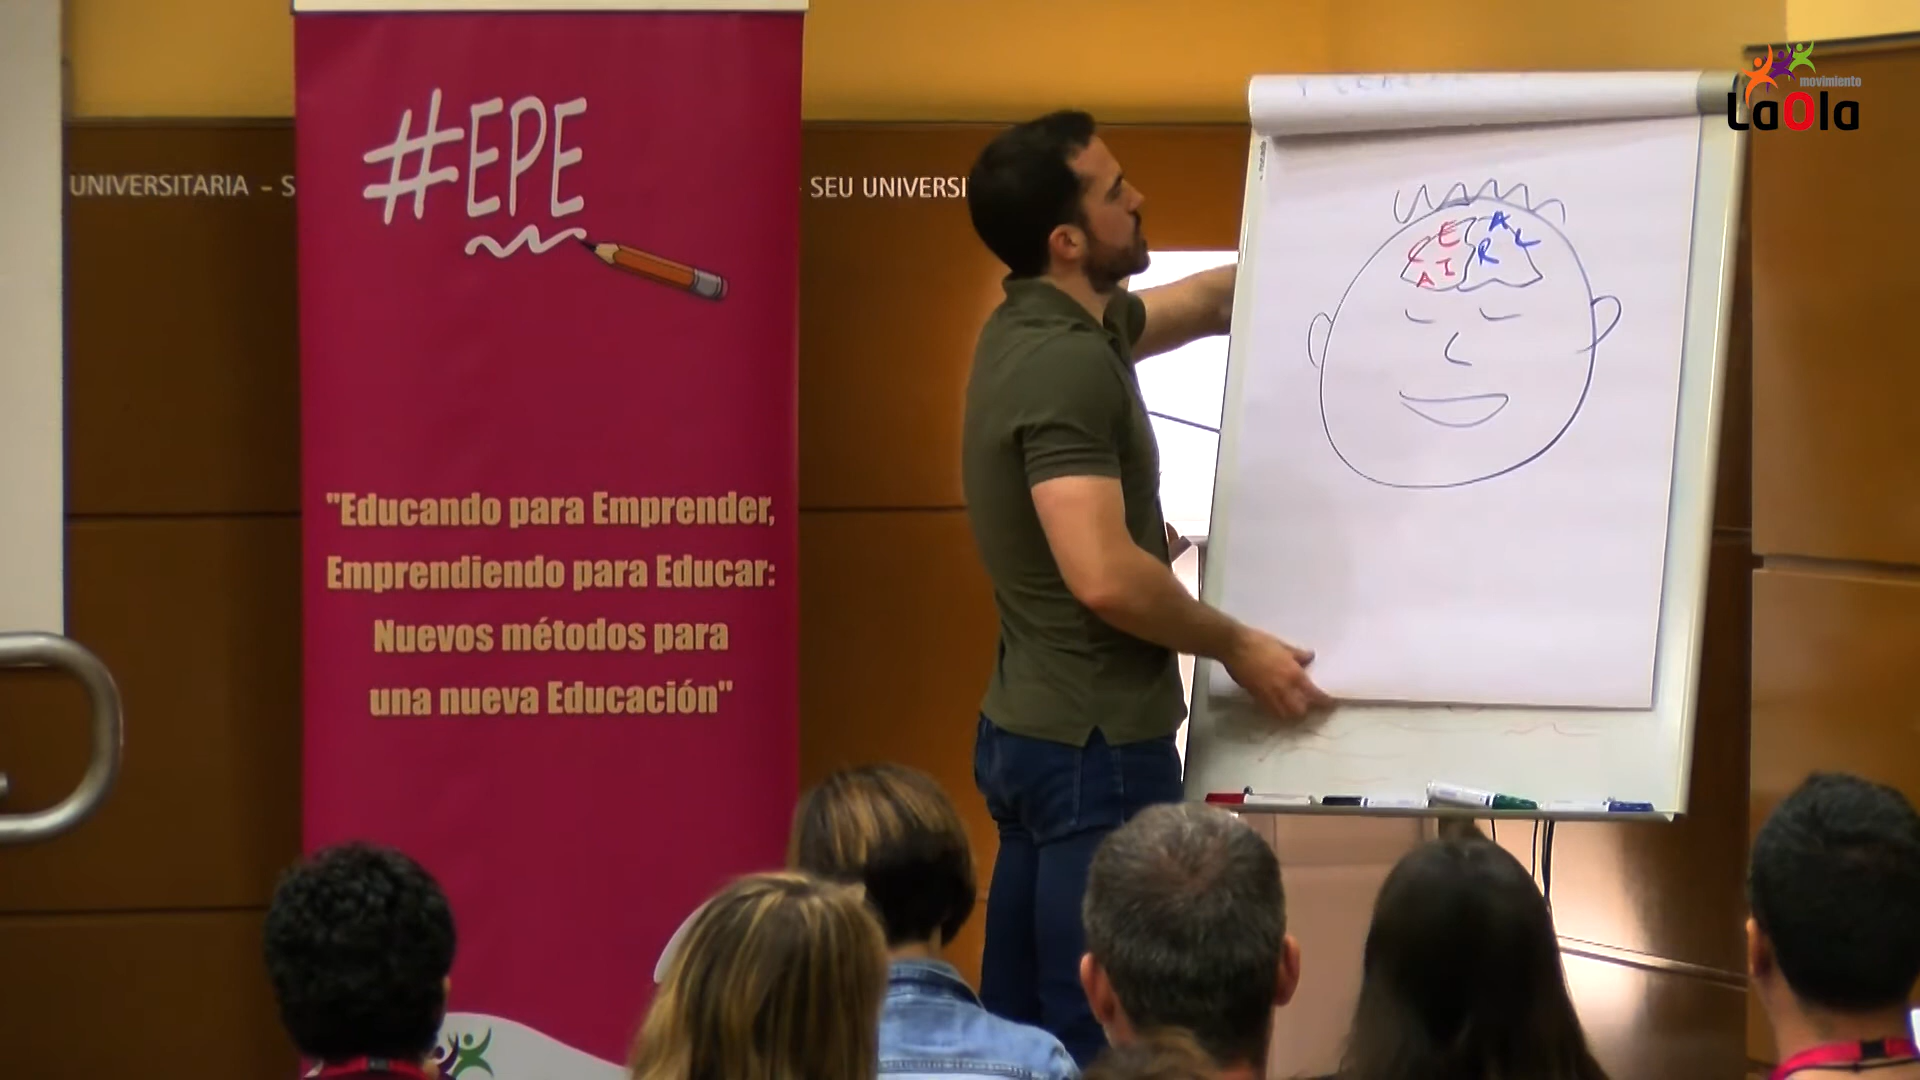 #EPE
UNIVERSITARIA - S
- SEU UNIVERSI
"Educando para Emprender,
Emprendiendo para Educar:
Nuevos métodos para
una nueva Educación"
movimiento
LaOla
E A L
C I R
A